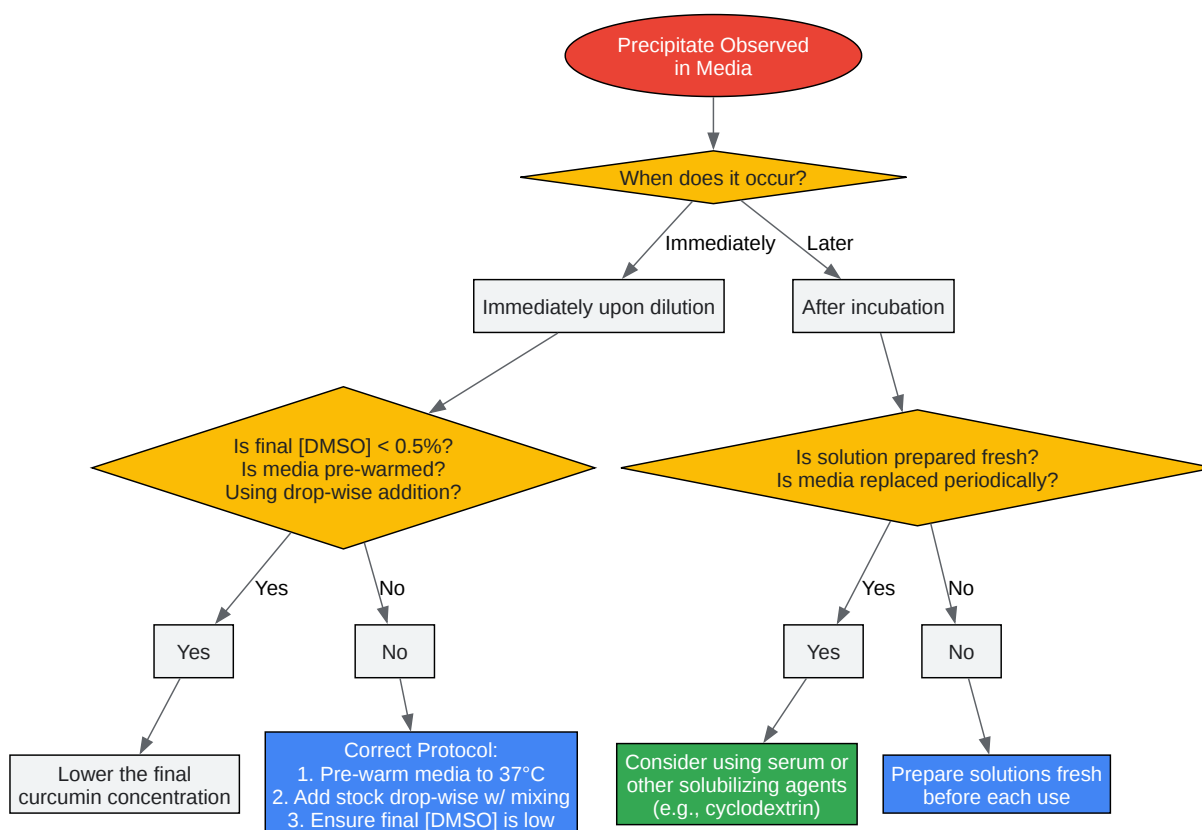 Precipitate Observed
in Media
When does it occur?
Immediately
Later
Immediately upon dilution
After incubation
Is final [DMSO] < 0.5%?
Is media pre-warmed?
Using drop-wise addition?
Is solution prepared fresh?
Is media replaced periodically?
Yes
No
Yes
No
Yes
No
Yes
No
Lower the final
curcumin concentration
Correct Protocol:
1. Pre-warm media to 37°C
2. Add stock drop-wise w/ mixing
3. Ensure final [DMSO] is low
Consider using serum or
other solubilizing agents
(e.g., cyclodextrin)
Prepare solutions fresh
before each use